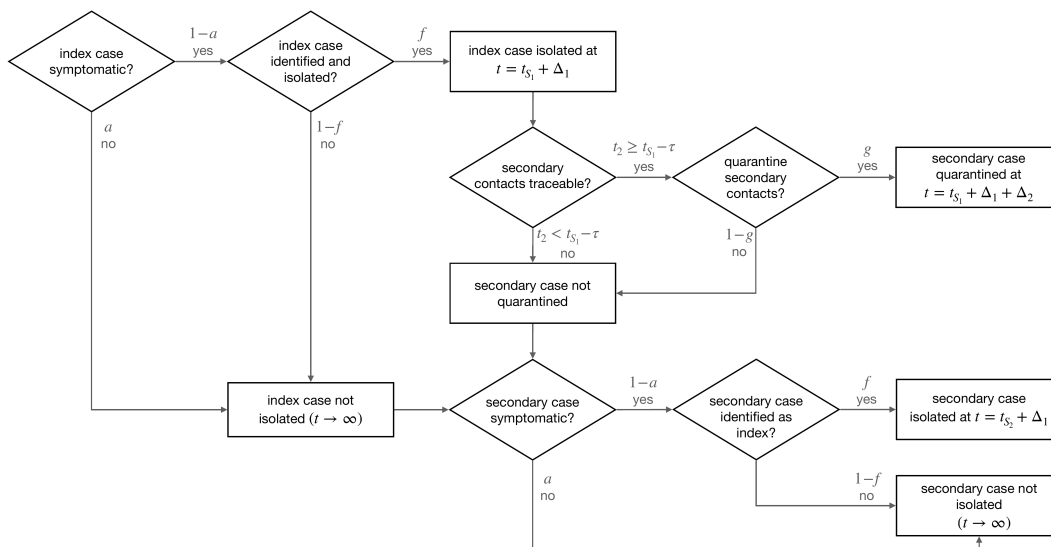 index case
symptomatic?
1−a
yes
index case
identified and
isolated?
f
yes
index case isolated at
t = t_{S_1} + Δ_1
a
no
1−f
no
secondary
contacts traceable?
t_2 ≥ t_{S_1}−τ
yes
quarantine
secondary
contacts?
g
yes
secondary case
quarantined at
t = t_{S_1} + Δ_1 + Δ_2
t_2 < t_{S_1}−τ
no
1−g
no
secondary case not
quarantined
index case not
isolated (t → ∞)
secondary case
symptomatic?
1−a
yes
secondary case
identified as
index?
f
yes
secondary case
isolated at t = t_{S_2} + Δ_1
a
no
1−f
no
secondary case not
isolated
(t → ∞)